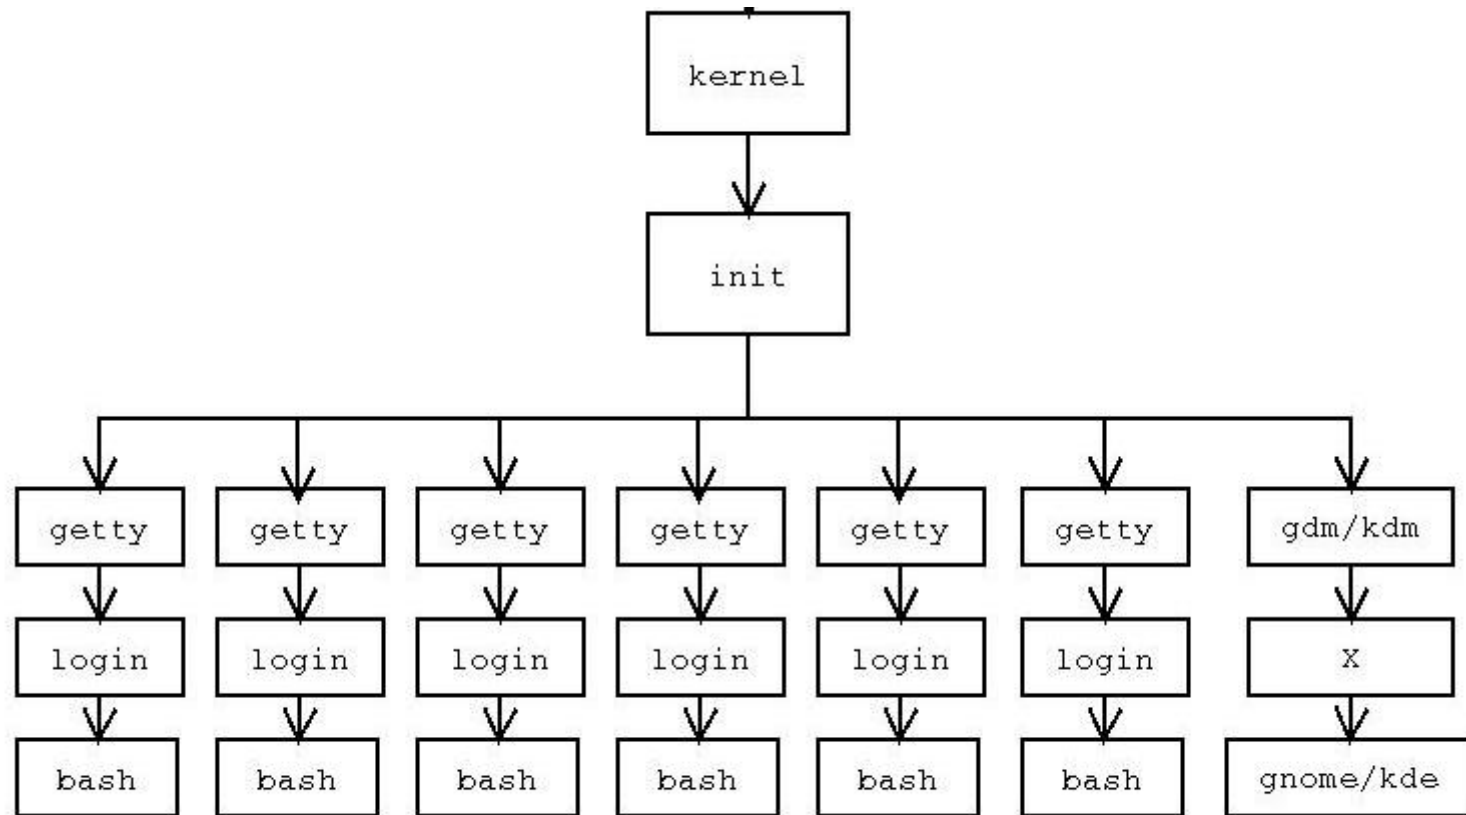 kernel
init
getty getty getty getty getty getty gdm/kdm
login login login login login login X
bash bash bash bash bash bash gnome/kde